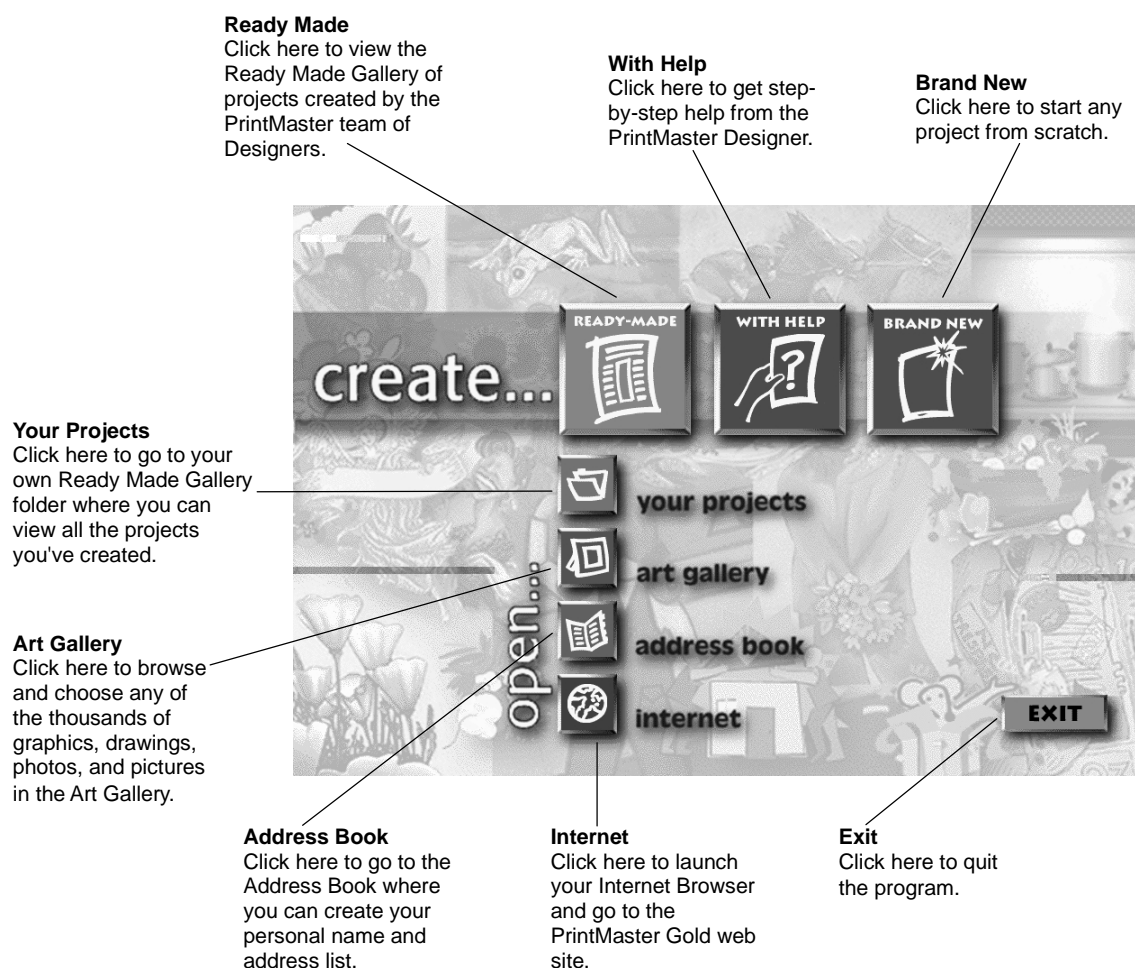 Ready Made
Click here to view the
Ready Made Gallery of
projects created by the
PrintMaster team of
Designers.
With Help
Click here to get step-
by-step help from the
PrintMaster Designer.
Brand New
Click here to start any
project from scratch.
READY-MADE
WITH HELP
BRAND NEW
create...
Your Projects
Click here to go to your
own Ready Made Gallery
folder where you can
view all the projects
you've created.
your projects
art gallery
address book
internet
open...
EXIT
Art Gallery
Click here to browse
and choose any of
the thousands of
graphics, drawings,
photos, and pictures
in the Art Gallery.
Address Book
Click here to go to the
Address Book where
you can create your
personal name and
address list.
Internet
Click here to launch
your Internet Browser
and go to the
PrintMaster Gold web
site.
Exit
Click here to quit
the program.